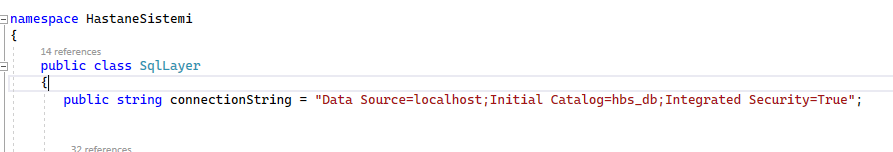 namespace HastaneSistemi
{
14 references
public class SqlLayer
{
public string connectionString = "Data Source=localhost;Initial Catalog=hbs_db;Integrated Security=True";
32 references